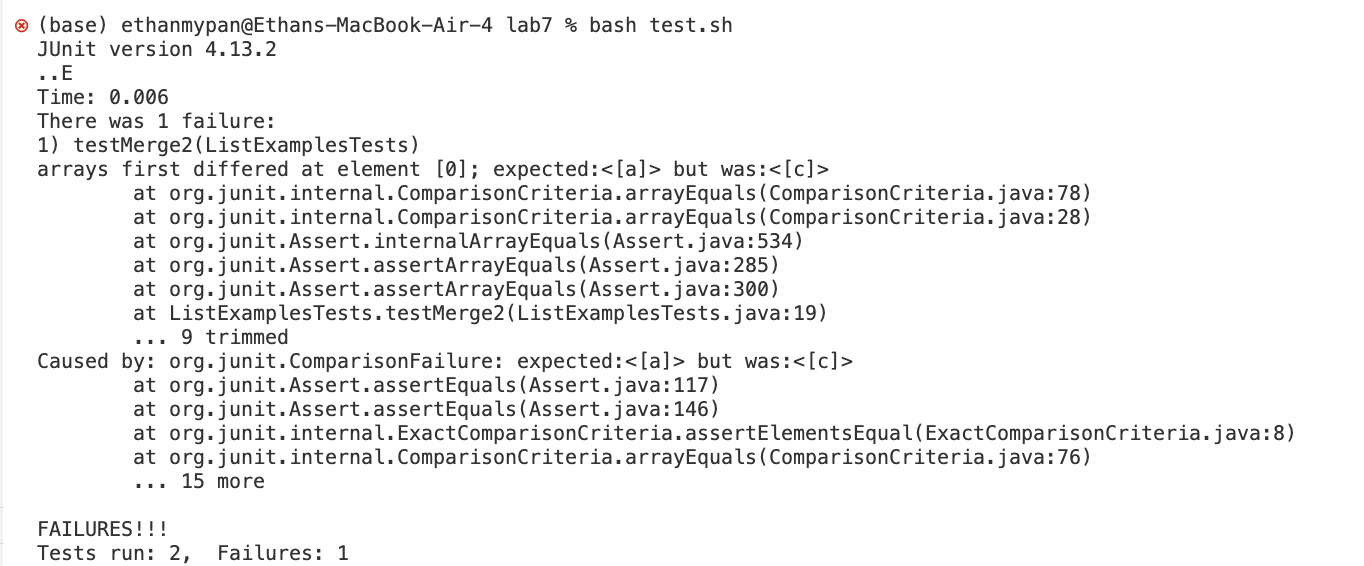 (base) ethanmypan@Ethans-MacBook-Air-4 lab7 % bash test.sh
JUnit version 4.13.2
..E
Time: 0.006
There was 1 failure:
1) testMerge2(ListExamplesTests)
arrays first differed at element [0]; expected:<[a]> but was:<[c]>
        at org.junit.internal.ComparisonCriteria.arrayEquals(ComparisonCriteria.java:78)
        at org.junit.internal.ComparisonCriteria.arrayEquals(ComparisonCriteria.java:28)
        at org.junit.Assert.internalArrayEquals(Assert.java:534)
        at org.junit.Assert.assertArrayEquals(Assert.java:285)
        at org.junit.Assert.assertArrayEquals(Assert.java:300)
        at ListExamplesTests.testMerge2(ListExamplesTests.java:19)
        ... 9 trimmed
Caused by: org.junit.ComparisonFailure: expected:<[a]> but was:<[c]>
        at org.junit.Assert.assertEquals(Assert.java:117)
        at org.junit.Assert.assertEquals(Assert.java:146)
        at org.junit.internal.ExactComparisonCriteria.assertElementsEqual(ExactComparisonCriteria.java:8)
        at org.junit.internal.ComparisonCriteria.arrayEquals(ComparisonCriteria.java:76)
        ... 15 more

FAILURES!!!
Tests run: 2,  Failures: 1